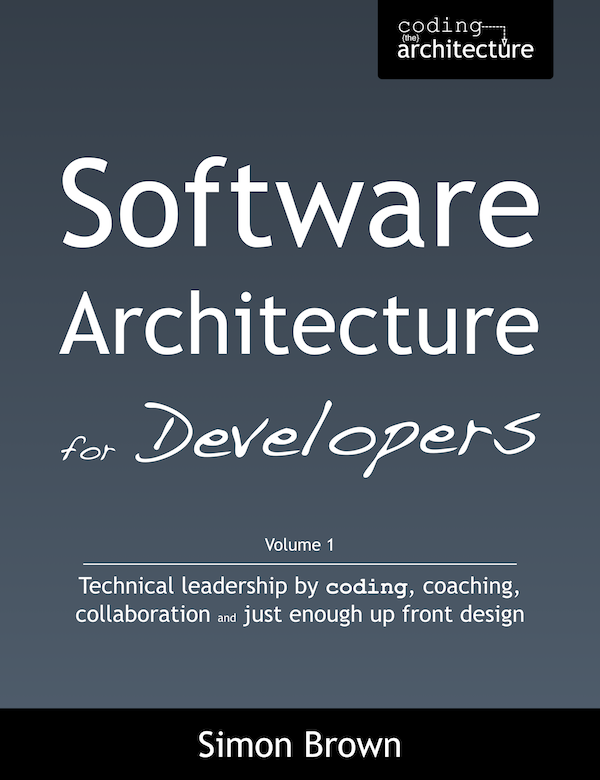 coding
{the}
architecture
Software
Architecture
for Developers
Volume 1
Technical leadership by coding, coaching,
collaboration and just enough up front design
Simon Brown